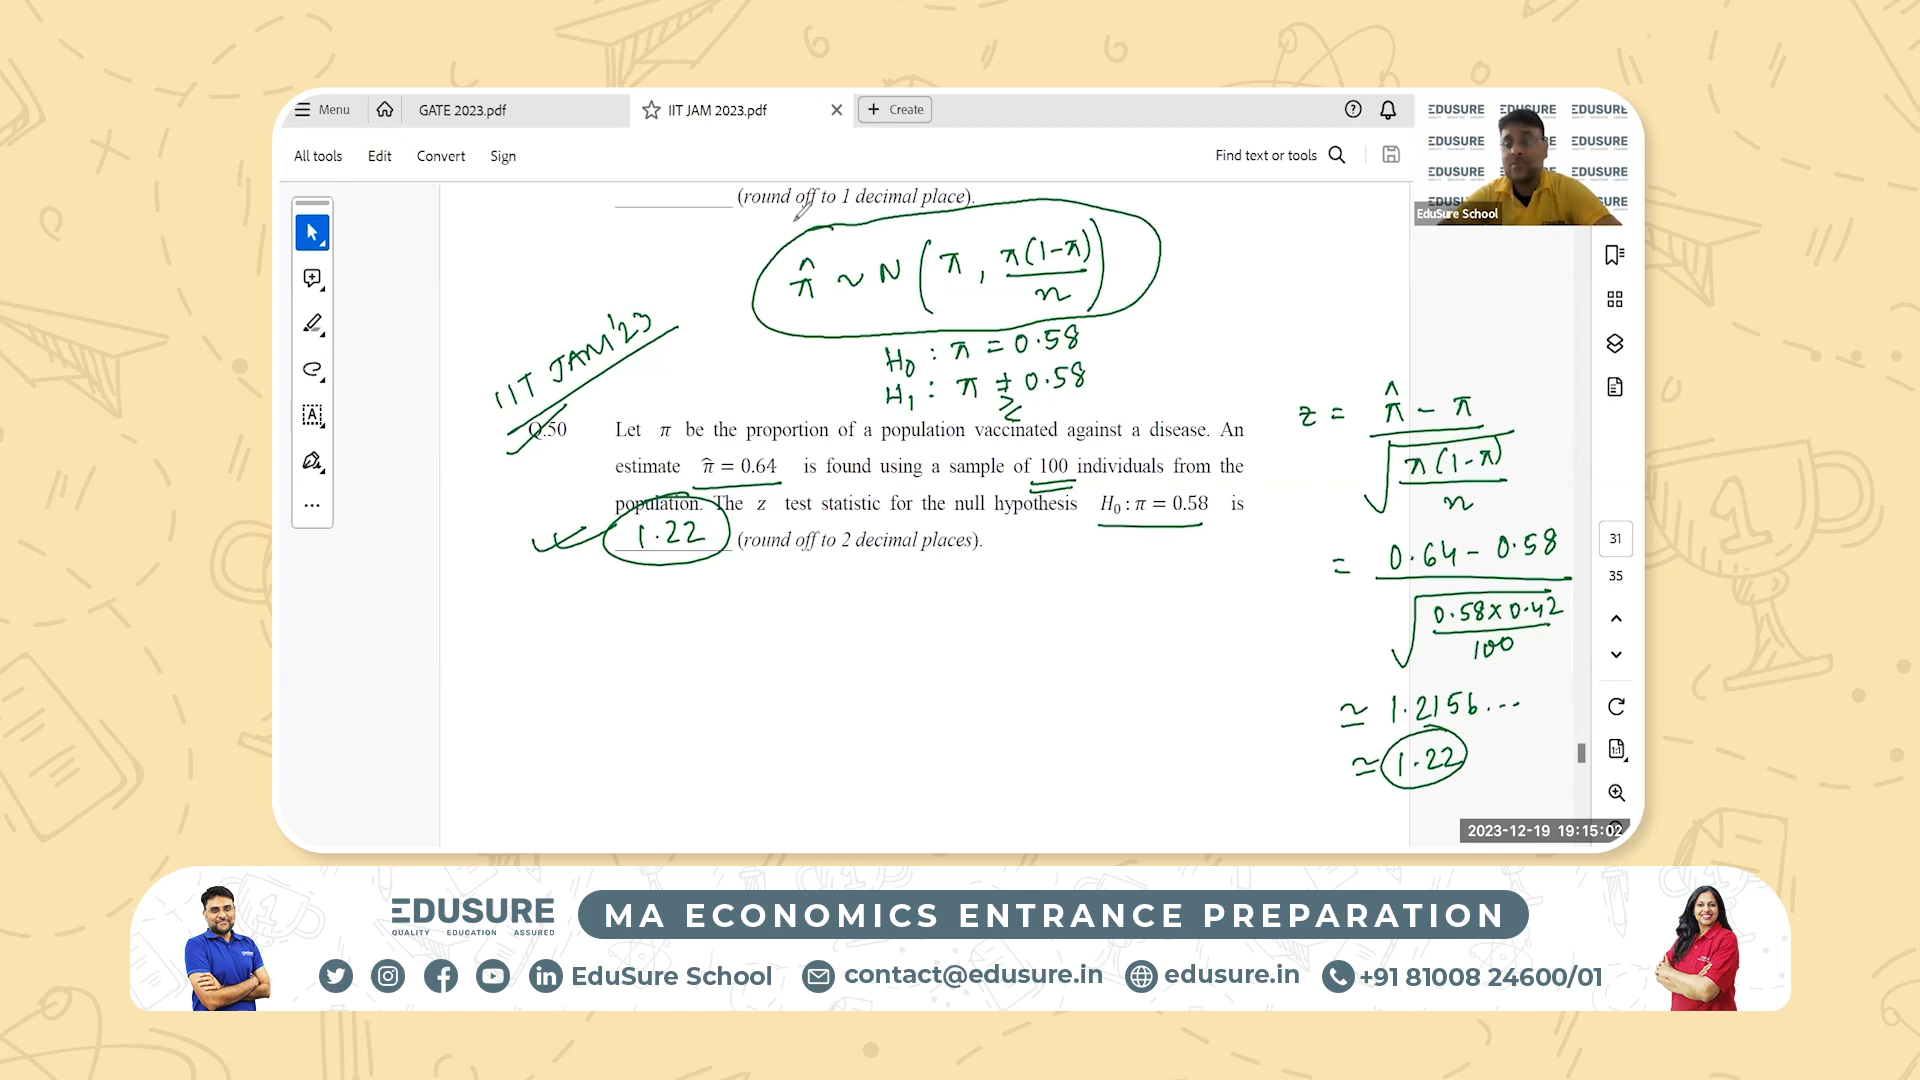 Menu
GATE 2023.pdf
IIT JAM 2023.pdf
+ Create
All tools
Edit
Convert
Sign
Find text or tools
EDUSURE EDUSURE EDUSURE
EduSure School
(round off to 1 decimal place).
π̂ ~ N ( π , π(1-π) / n )
H₀ : π = 0.58
H₁ : π ≠ 0.58
> <
IIT JAM'23
Q.50 Let π be the proportion of a population vaccinated against a disease. An
estimate π̂ = 0.64 is found using a sample of 100 individuals from the
population. The z test statistic for the null hypothesis H₀ : π = 0.58 is
1.22 (round off to 2 decimal places).
z = π̂ - π / √( π(1-π) / n )
= 0.64 - 0.58 / √( 0.58 x 0.42 / 100 )
≃ 1.2156...
≃ 1.22
31
35
2023-12-19 19:15:02
EDUSURE
QUALITY EDUCATION ASSURED
MA ECONOMICS ENTRANCE PREPARATION
EduSure School
contact@edusure.in
edusure.in
+91 81008 24600/01